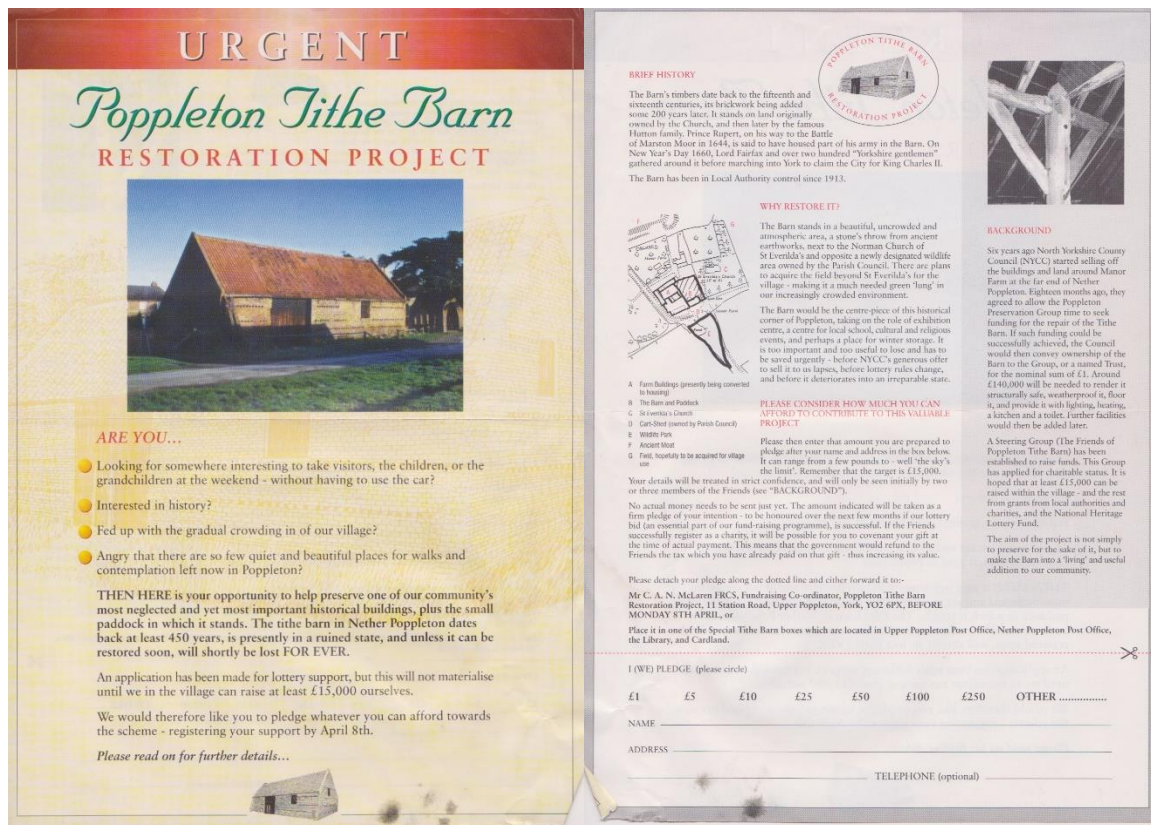 URGENT
Poppleton Tithe Barn
RESTORATION PROJECT
ARE YOU...
Looking for somewhere interesting to take visitors, the children, or the
grandchildren at the weekend - without having to use the car?
Interested in history?
Fed up with the gradual crowding in of our village?
Angry that there are so few quiet and beautiful places for walks and
contemplation left now in Poppleton?
THEN HERE is your opportunity to help preserve one of our community's
most neglected and yet most important historical buildings, plus the small
paddock in which it stands. The tithe barn in Nether Poppleton dates
back at least 450 years, is presently in a ruined state, and unless it can be
restored soon, will shortly be lost FOR EVER.
An application has been made for lottery support, but this will not materialise
until we in the village can raise at least £15,000 ourselves.
We would therefore like you to pledge whatever you can afford towards
the scheme - registering your support by April 8th.
Please read on for further details...
POPPLETON TITHE BARN
RESTORATION PROJECT
BRIEF HISTORY
The Barn's timbers date back to the fifteenth and
sixteenth centuries, its brickwork being added
some 200 years later. It stands on land originally
owned by the Church, and then later by the famous
Hutton family. Prince Rupert, on his way to the Battle
of Marston Moor in 1644, is said to have housed part of his army in the Barn. On
New Year's Day 1660, Lord Fairfax and over two hundred "Yorkshire gentlemen"
gathered around it before marching into York to claim the City for King Charles II.
The Barn has been in Local Authority control since 1913.
WHY RESTORE IT?
The Barn stands in a beautiful, uncrowded and
atmospheric area, a stone's throw from ancient
earthworks, next to the Norman Church of
St Everilda's and opposite a newly designated wildlife
area owned by the Parish Council. There are plans
to acquire the field beyond St Everilda's for the
village - making it a much needed green 'lung' in
our increasingly crowded environment.
The Barn would be the centre-piece of this historical
corner of Poppleton, taking on the role of exhibition
centre, a centre for local school, cultural and religious
events, and perhaps a place for winter storage. It
is too important and too useful to lose and has to
be saved urgently - before NYCC's generous offer
to sell it to us lapses, before lottery rules change,
and before it deteriorates into an irreparable state.
A Farm Buildings (presently being converted
to housing)
B The Barn and Paddock
C St Everilda's Church
D Cart-Shed (owned by Parish Council)
E Wildlife Park
F Ancient Moat
G Field, hopefully to be acquired for village
use
PLEASE CONSIDER HOW MUCH YOU CAN
AFFORD TO CONTRIBUTE TO THIS VALUABLE
PROJECT
Please then enter that amount you are prepared to
pledge after your name and address in the box below.
It can range from a few pounds to - well 'the sky's
the limit'. Remember that the target is £15,000.
Your details will be treated in strict confidence, and will only be seen initially by two
or three members of the Friends (see "BACKGROUND").
No actual money needs to be sent just yet. The amount indicated will be taken as a
firm pledge of your intention - to be honoured over the next few months if our lottery
bid (an essential part of our fund-raising programme), is successful. If the Friends
successfully register as a charity, it will be possible for you to covenant your gift at
the time of actual payment. This means that the government would refund to the
Friends the tax which you have already paid on that gift - thus increasing its value.
BACKGROUND
Six years ago North Yorkshire County
Council (NYCC) started selling off
the buildings and land around Manor
Farm at the far end of Nether
Poppleton. Eighteen months ago, they
agreed to allow the Poppleton
Preservation Group time to seek
funding for the repair of the Tithe
Barn. If such funding could be
successfully achieved, the Council
would then convey ownership of the
Barn to the Group, or a named Trust,
for the nominal sum of £1. Around
£140,000 will be needed to render it
structurally safe, weatherproof it, floor
it, and provide it with lighting, heating,
a kitchen and a toilet. Further facilities
would then be added later.
A Steering Group (The Friends of
Poppleton Tithe Barn) has been
established to raise funds. This Group
has applied for charitable status. It is
hoped that at least £15,000 can be
raised within the village - and the rest
from grants from local authorities and
charities, and the National Heritage
Lottery Fund.
The aim of the project is not simply
to preserve for the sake of it, but to
make the Barn into a 'living' and useful
addition to our community.
Please detach your pledge along the dotted line and either forward it to:-
Mr C. A. N. McLaren FRCS, Fundraising Co-ordinator, Poppleton Tithe Barn
Restoration Project, 11 Station Road, Upper Poppleton, York, YO2 6PX, BEFORE
MONDAY 8TH APRIL, or
Place it in one of the Special Tithe Barn boxes which are located in Upper Poppleton Post Office, Nether Poppleton Post Office,
the Library, and Cardland.
I (WE) PLEDGE (please circle)
£1 £5 £10 £25 £50 £100 £250 OTHER ................
NAME
ADDRESS
TELEPHONE (optional)